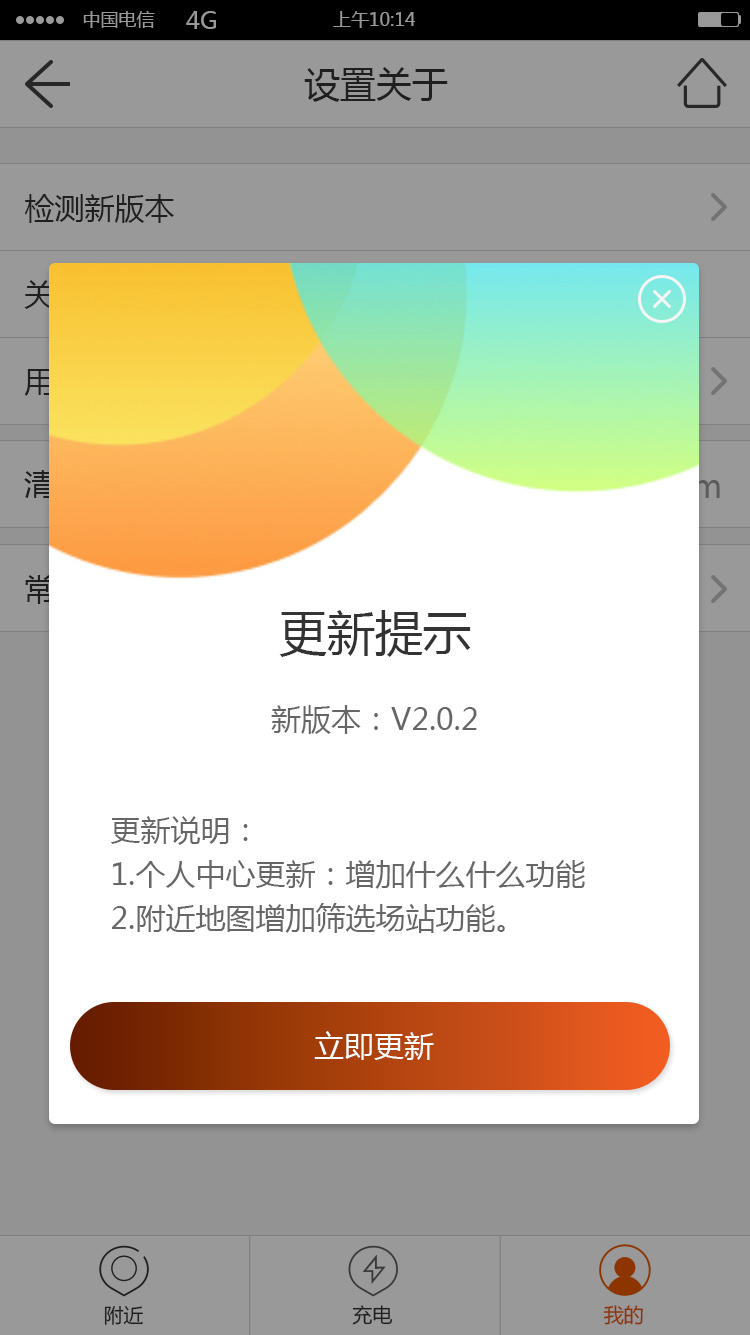 中国电信 4G 上午10:14
设置关于
检测新版本
关
用
清
m
常
更新提示
新版本：V2.0.2
更新说明：
1.个人中心更新：增加什么什么功能
2.附近地图增加筛选场站功能。
立即更新
附近 充电 我的